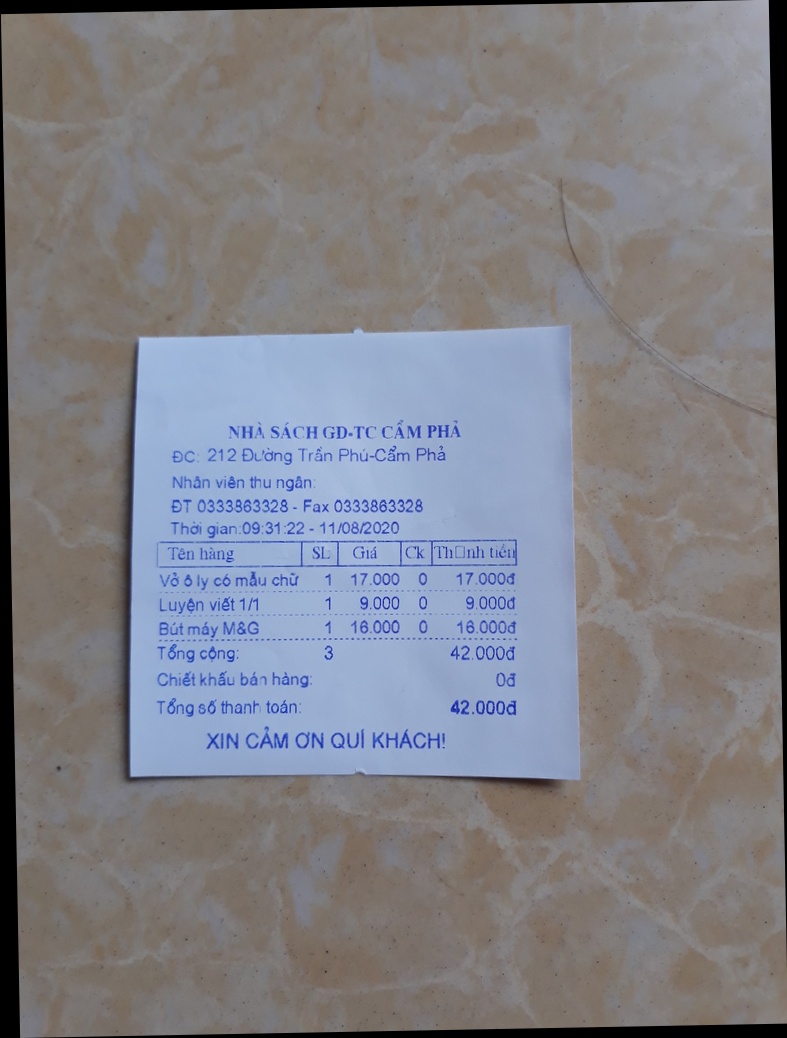 NHÀ SÁCH GD-TC CẨM PHẢ
ĐC: 212 Đường Trần Phú-Cẩm Phả
Nhân viên thu ngân:
ĐT 0333863328 - Fax 0333863328
Thời gian:09:31:22 - 11/08/2020
Tên hàng SL Giá Ck Th□nh tiền
Vở ô ly có mẫu chữ 1 17.000 0 17.000đ
Luyện viết 1/1 1 9.000 0 9.000đ
Bút máy M&G 1 16.000 0 16.000đ
Tổng cộng: 3 42.000đ
Chiết khấu bán hàng: 0đ
Tổng số thanh toán: 42.000đ
XIN CẢM ƠN QUÍ KHÁCH!